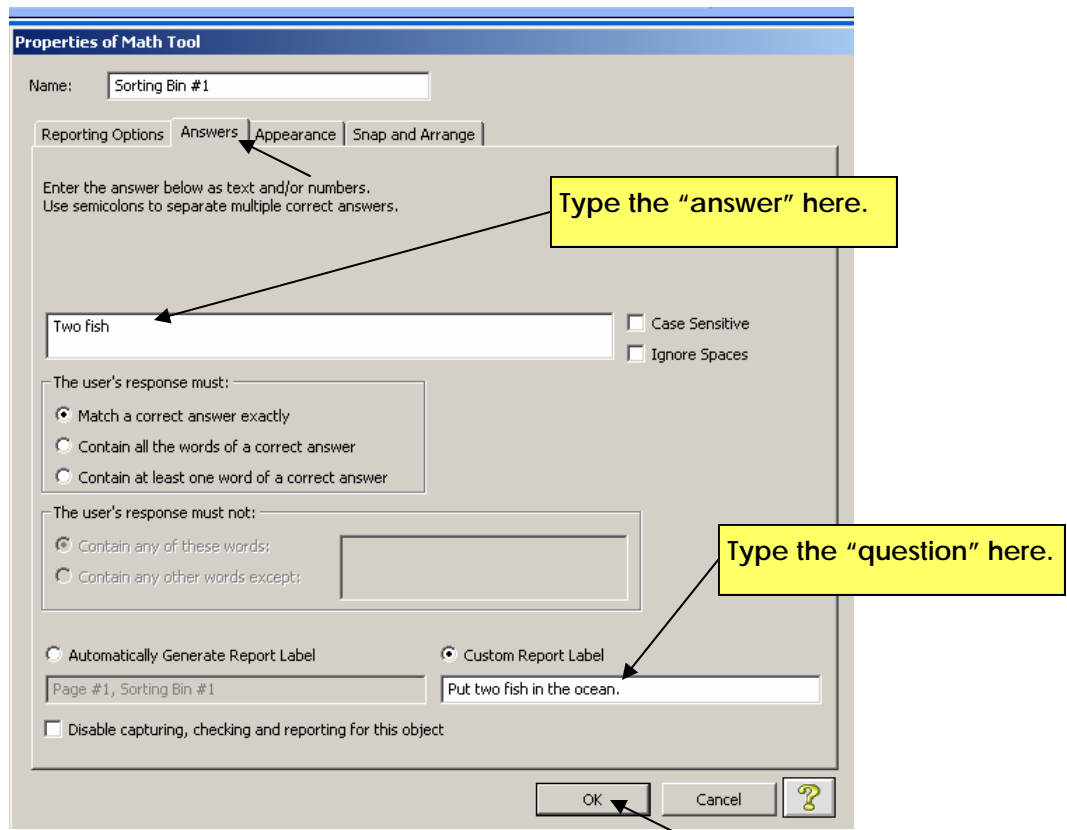 Properties of Math Tool
Name: Sorting Bin #1
Reporting Options Answers Appearance Snap and Arrange
Enter the answer below as text and/or numbers.
Use semicolons to separate multiple correct answers.
Type the “answer” here.
Two fish
Case Sensitive
Ignore Spaces
The user's response must:
Match a correct answer exactly
Contain all the words of a correct answer
Contain at least one word of a correct answer
The user's response must not:
Contain any of these words:
Contain any other words except:
Type the “question” here.
Automatically Generate Report Label Custom Report Label
Page #1, Sorting Bin #1 Put two fish in the ocean.
Disable capturing, checking and reporting for this object
OK Cancel ?